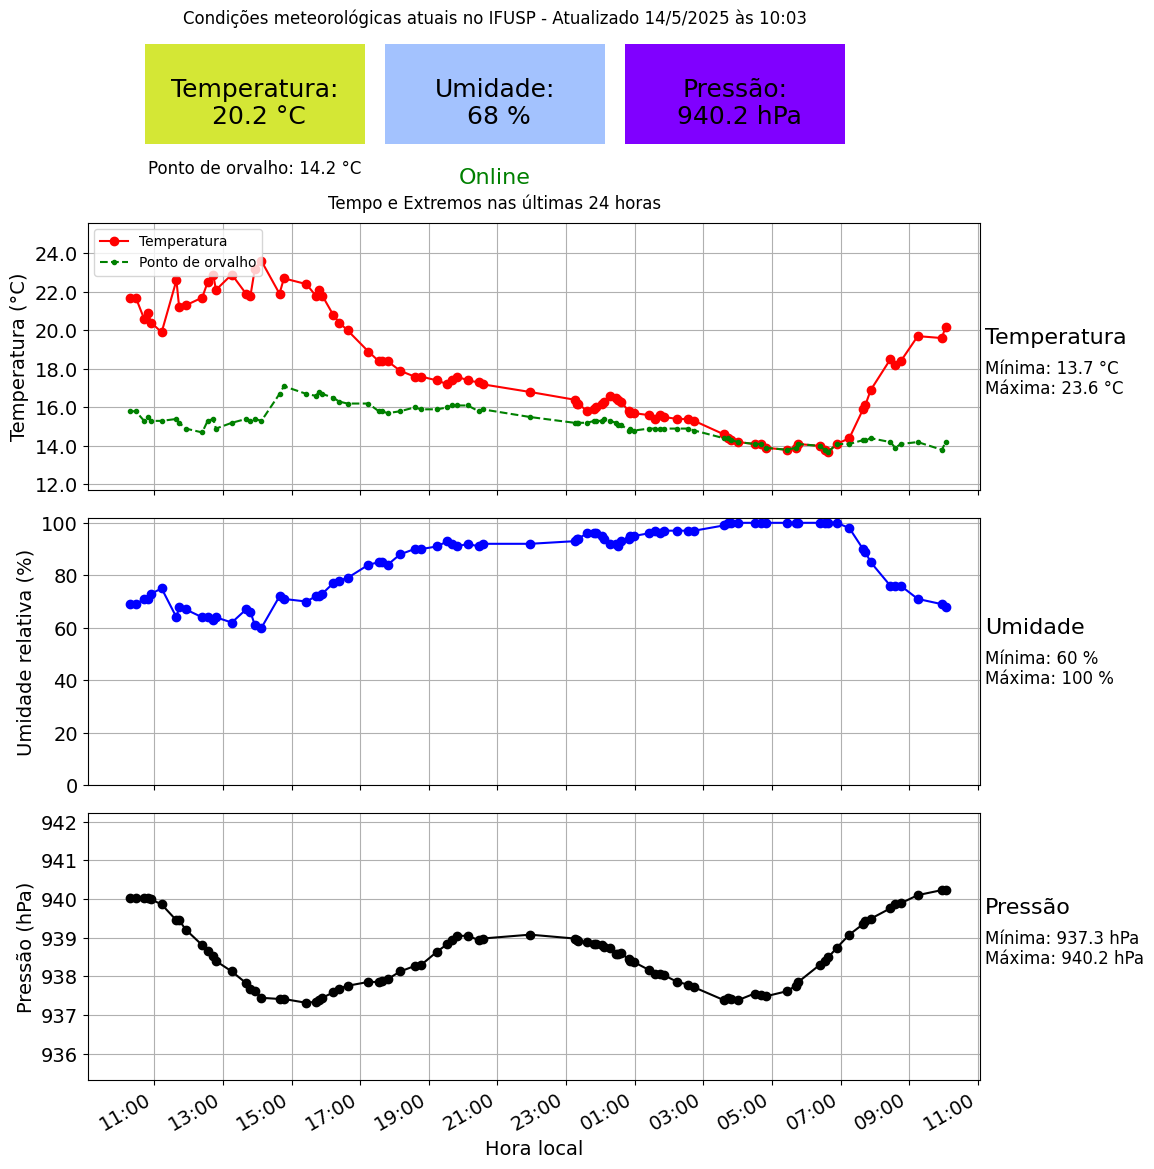 Condições meteorológicas atuais no IFUSP - Atualizado 14/5/2025 às 10:03
Temperatura:
20.2 °C
Umidade:
68 %
Pressão:
940.2 hPa
Ponto de orvalho: 14.2 °C
Online
Tempo e Extremos nas últimas 24 horas
Temperatura
Ponto de orvalho
Temperatura (°C)
24.0
22.0
20.0
18.0
16.0
14.0
12.0
Temperatura
Mínima: 13.7 °C
Máxima: 23.6 °C
Umidade relativa (%)
100
80
60
40
20
0
Umidade
Mínima: 60 %
Máxima: 100 %
Pressão (hPa)
942
941
940
939
938
937
936
Pressão
Mínima: 937.3 hPa
Máxima: 940.2 hPa
11:00 13:00 15:00 17:00 19:00 21:00 23:00 01:00 03:00 05:00 07:00 09:00 11:00
Hora local